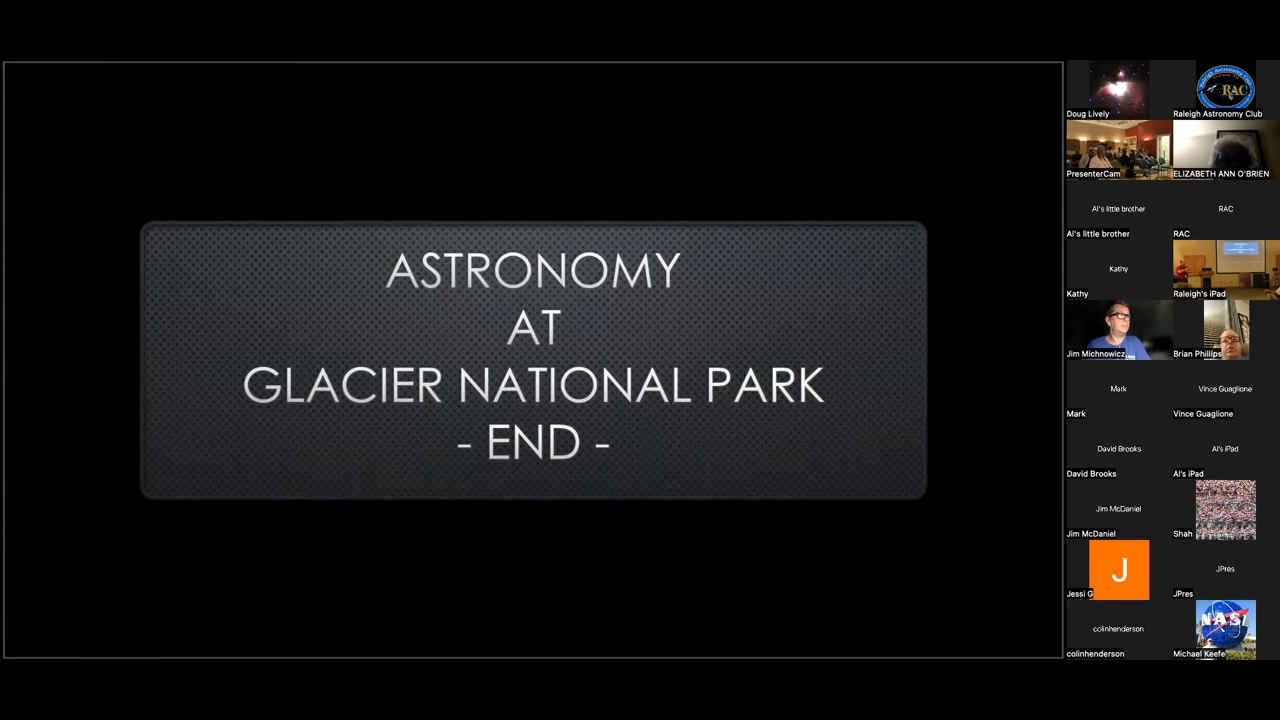 ASTRONOMY
AT
GLACIER NATIONAL PARK
- END -
Doug Lively
RAC
Raleigh Astronomy Club
PresenterCam
ELIZABETH ANN O'BRIEN
Al's little brother
RAC
Al's little brother
RAC
Kathy
Kathy
Raleigh's iPad
Jim Michnowicz
Brian Phillips
Mark
Vince Guaglione
Mark
Vince Guaglione
David Brooks
Al's iPad
David Brooks
Al's iPad
Jim McDaniel
Jim McDaniel
Shah
J
JPres
Jessi G
JPres
colinhenderson
NASA
colinhenderson
Michael Keefe